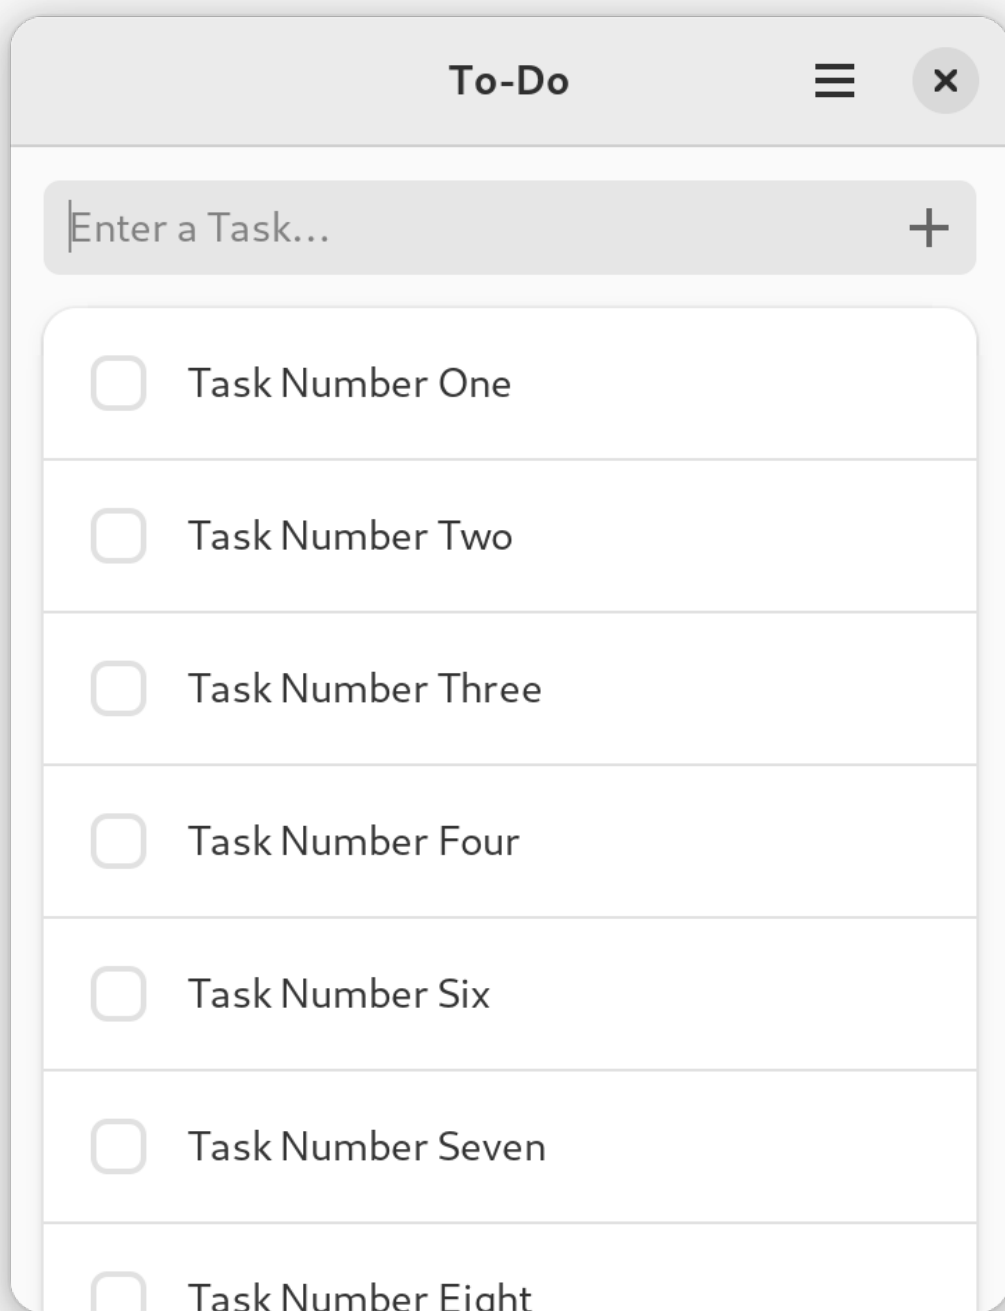 To-Do
Enter a Task...
Task Number One
Task Number Two
Task Number Three
Task Number Four
Task Number Six
Task Number Seven
Task Number Eight